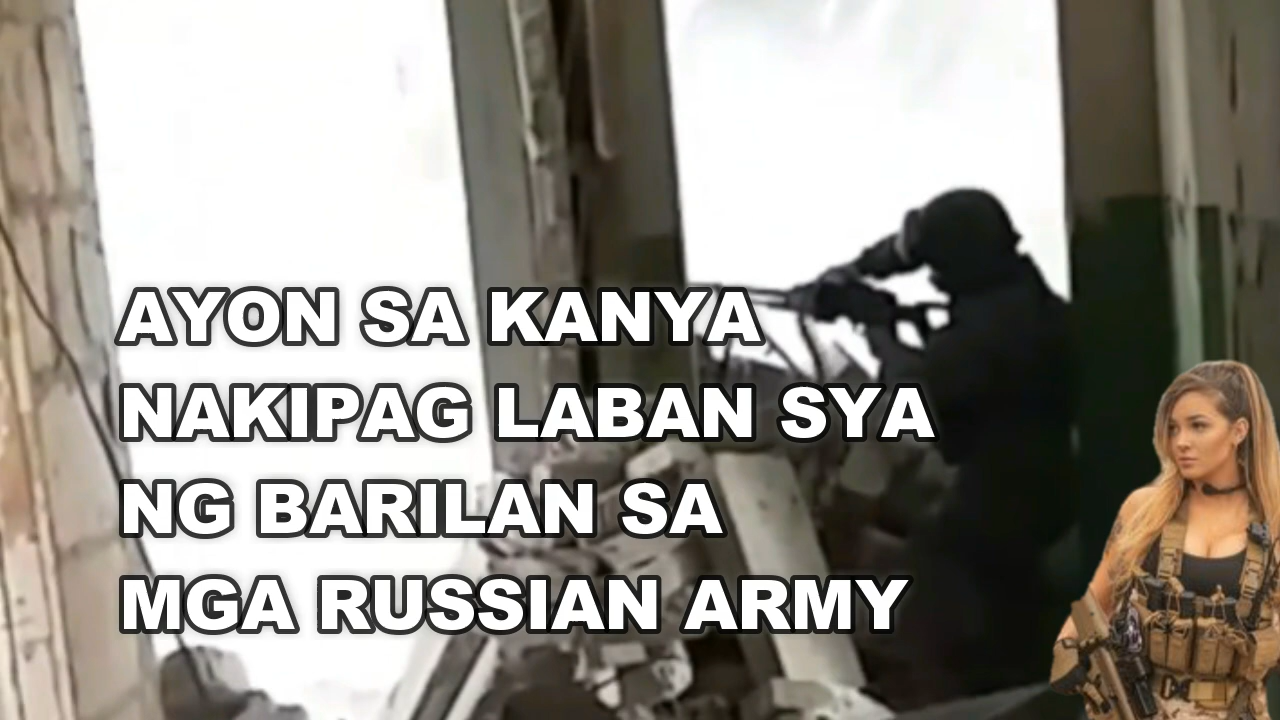 AYON SA KANYA
NAKIPAG LABAN SYA
NG BARILAN SA
MGA RUSSIAN ARMY